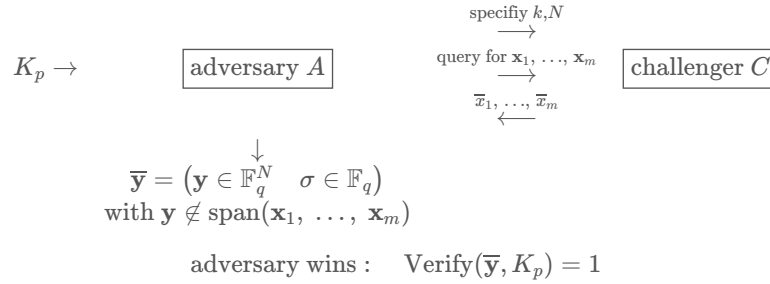 specifiy k,N
⟶
K_p → adversary A query for x_1, …, x_m challenger C
⟶
x̅_1, …, x̅_m
⟵
↓
y̅ = (y ∈ 𝔽_q^N σ ∈ 𝔽_q)
with y ∉ span(x_1, …, x_m)
adversary wins : Verify(y̅, K_p) = 1